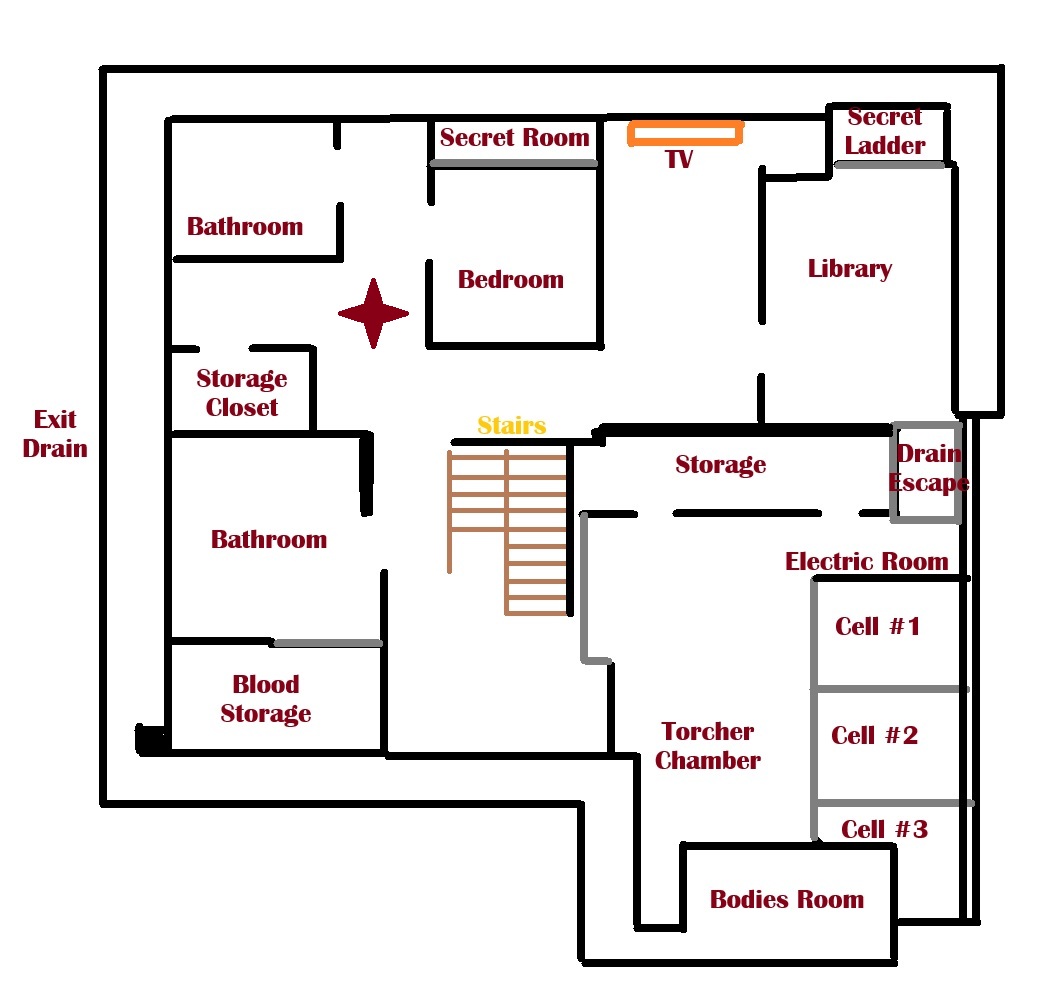 Secret Room
TV
Secret
Ladder
Bathroom
Bedroom
Library
Storage
Closet
Exit
Drain
Stairs
Storage
Drain
Escape
Bathroom
Electric Room
Cell #1
Blood
Storage
Torcher
Chamber
Cell #2
Cell #3
Bodies Room